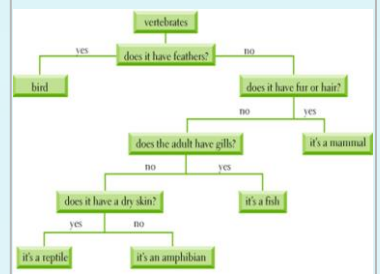 vertebrates
yes
does it have feathers?
no
bird
does it have fur or hair?
no
yes
does the adult have gills?
it's a mammal
no
yes
does it have a dry skin?
it's a fish
yes
no
it's a reptile
it's an amphibian